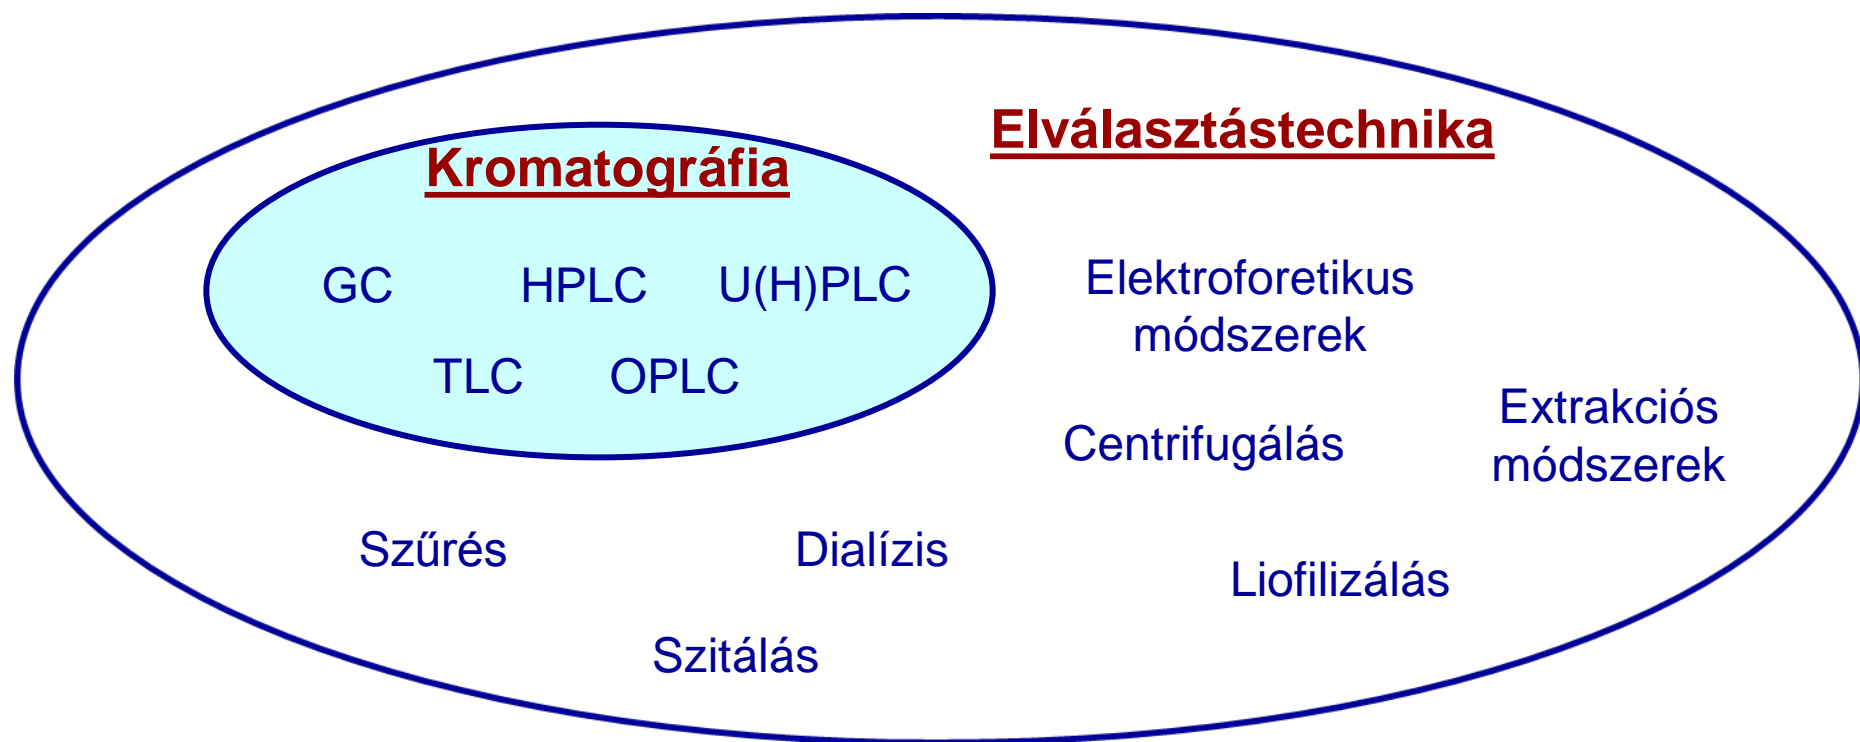 Elválasztástechnika
Kromatográfia
GC HPLC U(H)PLC
TLC OPLC
Elektroforetikus
módszerek
Centrifugálás
Extrakciós
módszerek
Szűrés
Dialízis
Liofilizálás
Szitálás